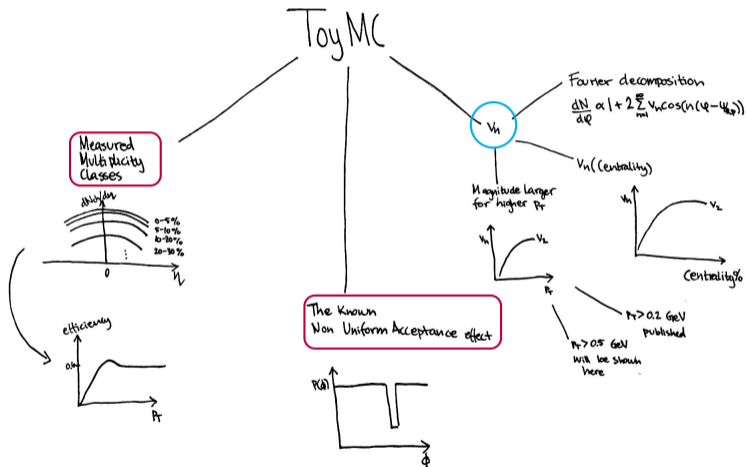 ToyMC
Measured
Multiplicity
Classes
dNch/dη
0-5%
5-10%
10-20%
20-30%
0
η
efficiency
PT
The Known
Non Uniform Acceptance effect
P(ϕ)
ϕ
Vn
Fourier decomposition
dN/dφ α 1+2∑ Vn cos(n(φ-ΨRP))
Vn(Centrality)
Magnitude larger
for higher PT
Vn
V2
PT
Vn
V2
Centrality%
PT>0.2 GeV
published
PT>0.5 GeV
will be shown
here